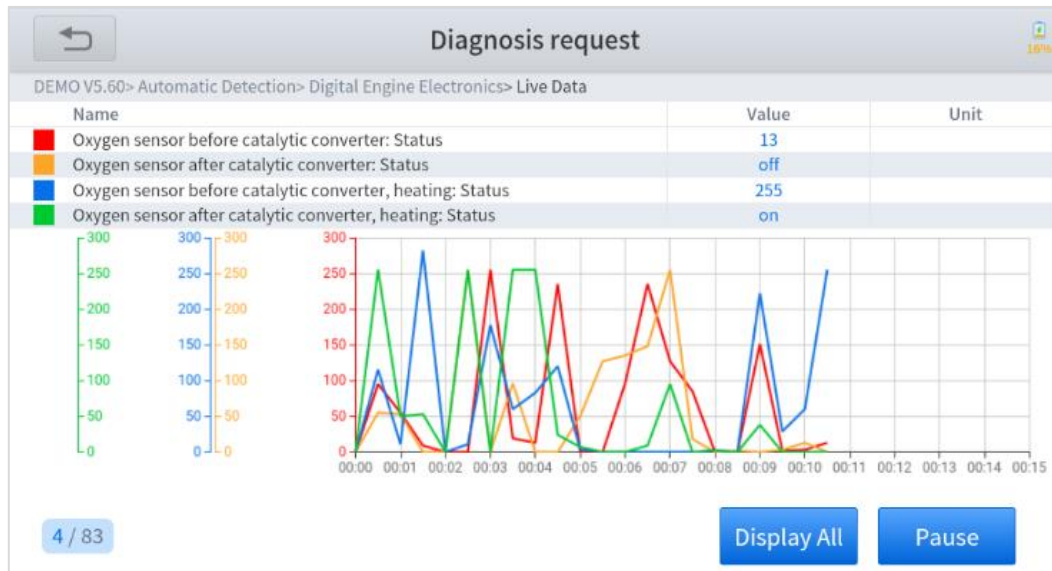 Diagnosis request
16%
DEMO V5.60> Automatic Detection> Digital Engine Electronics> Live Data
Name Value Unit
Oxygen sensor before catalytic converter: Status 13
Oxygen sensor after catalytic converter: Status off
Oxygen sensor before catalytic converter, heating: Status 255
Oxygen sensor after catalytic converter, heating: Status on
300 300 300 300
250 250 250 250
200 200 200 200
150 150 150 150
100 100 100 100
50 50 50 50
0 0 0 0
00:00 00:01 00:02 00:03 00:04 00:05 00:06 00:07 00:08 00:09 00:10 00:11 00:12 00:13 00:14 00:15
4 / 83 Display All Pause